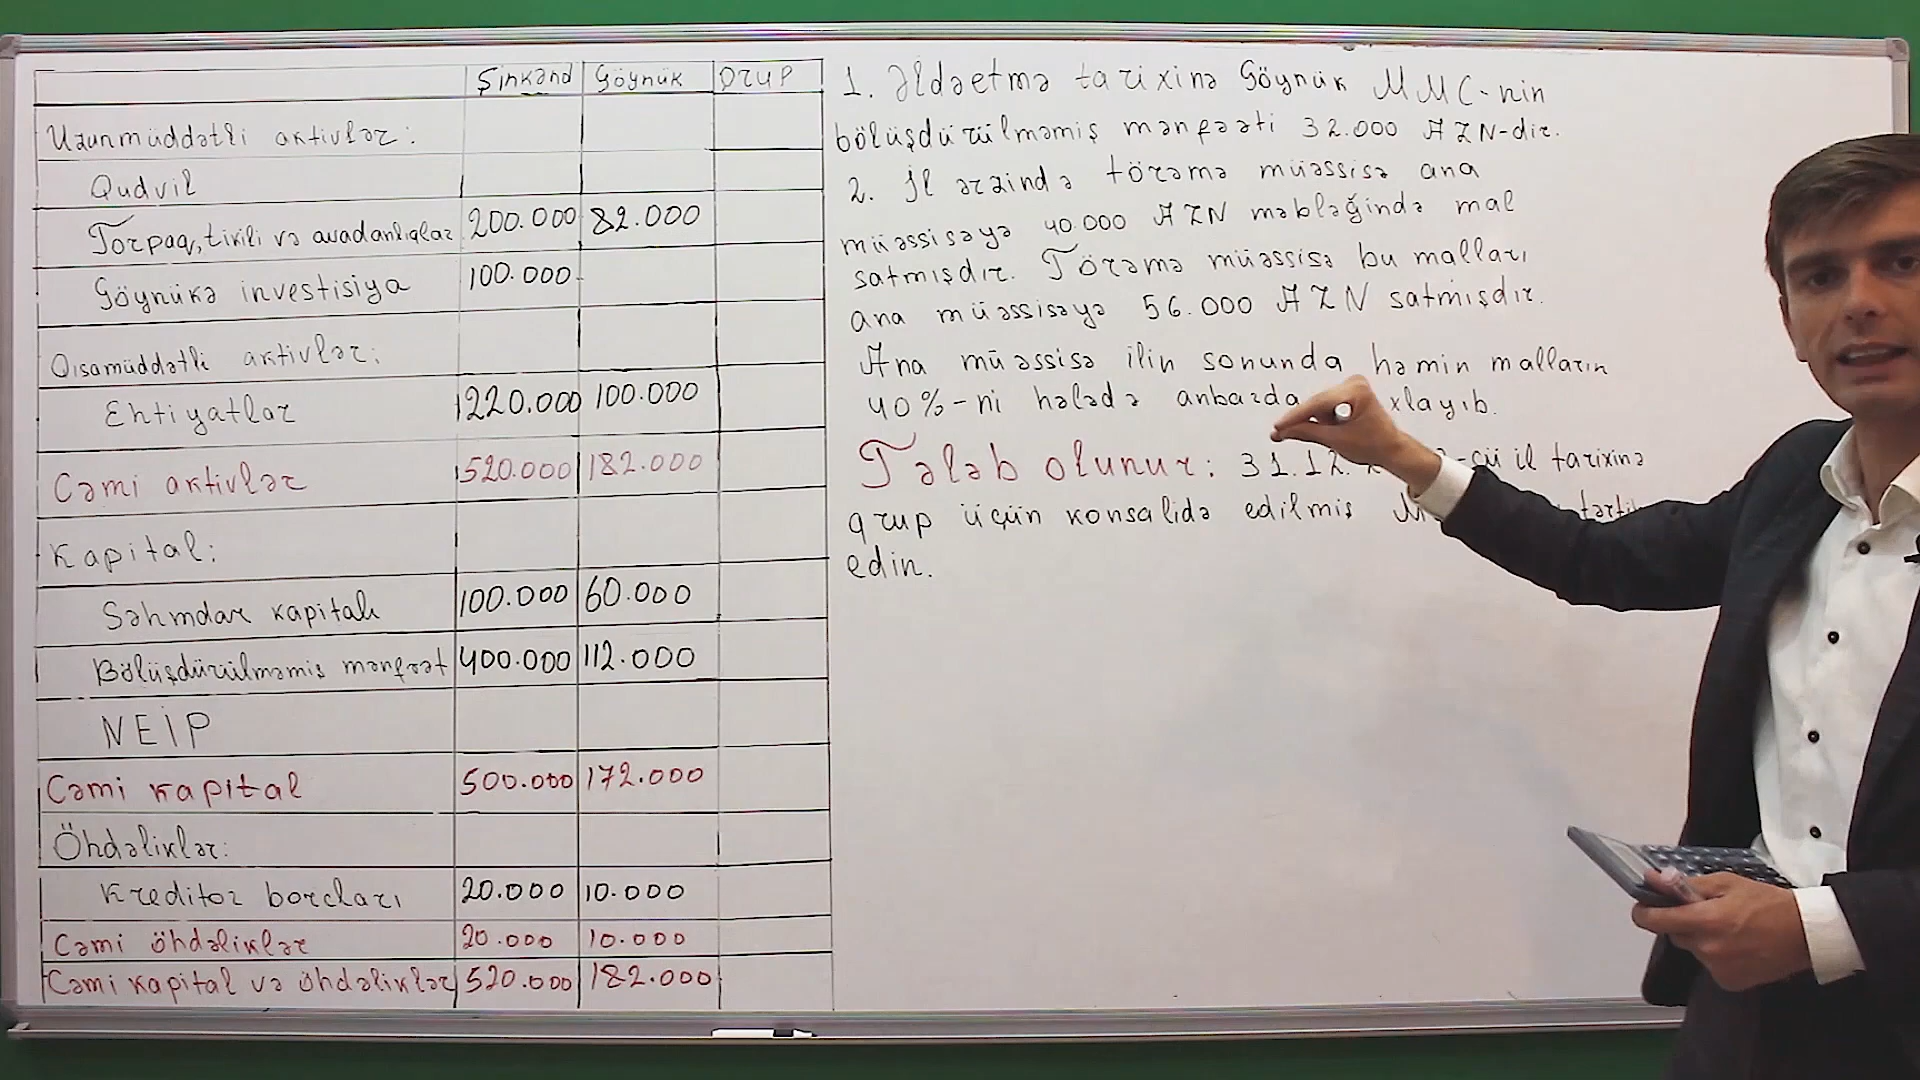 Şinkənd Göynük Qrup
Uzunmüddətli aktivlər:
Qudvil
Torpaq, tikili və avadanlıqlar 200.000 82.000
Göynükə investisiya 100.000
Qısamüddətli aktivlər:
Ehtiyatlar 220.000 100.000
Cəmi aktivlər 520.000 182.000
Kapital:
Səhmdar kapitalı 100.000 60.000
Bölüşdürülməmiş mənfəət 400.000 112.000
NEİP
Cəmi kapital 500.000 172.000
Öhdəliklər:
Kreditor borcları 20.000 10.000
Cəmi öhdəliklər 20.000 10.000
Cəmi kapital və öhdəliklər 520.000 182.000
1. Əldəetmə tarixinə Göynük MMC-nin
bölüşdürülməmiş mənfəəti 32.000 AZN-dir.
2. İl ərzində törəmə müəssisə ana
müəssisəyə 40.000 AZN məbləğində mal
satmışdır. Törəmə müəssisə bu malları
ana müəssisəyə 56.000 AZN satmışdır.
Ana müəssisə ilin sonunda həmin malların
40%-ni hələdə anbarda
Tələb olunur: 31.12. il tarixinə
qrup üçün konsalidə edilmiş
edin.